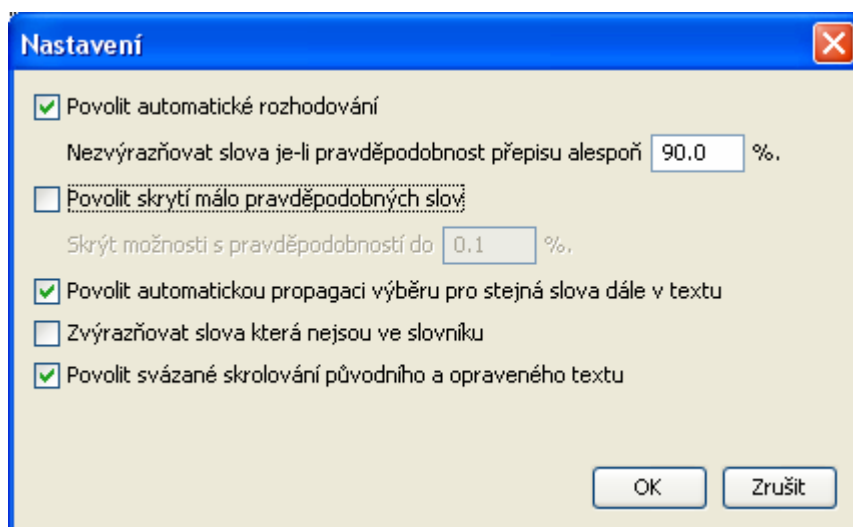 Nastavení
Povolit automatické rozhodování
Nezvýrazňovat slova je-li pravděpodobnost přepisu alespoň 90.0 %.
Povolit skrytí málo pravděpodobných slov
Skrýt možnosti s pravděpodobností do 0.1 %.
Povolit automatickou propagaci výběru pro stejná slova dále v textu
Zvýrazňovat slova která nejsou ve slovníku
Povolit svázané skrolování původního a opraveného textu
OK Zrušit